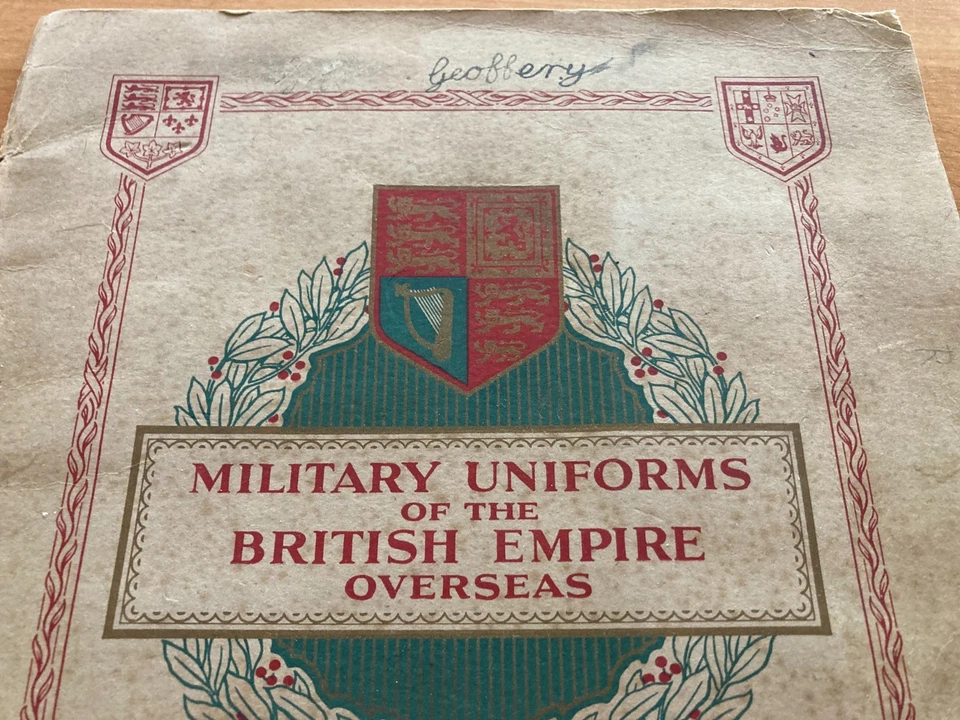 Geoffery
MILITARY UNIFORMS
OF THE
BRITISH EMPIRE
OVERSEAS